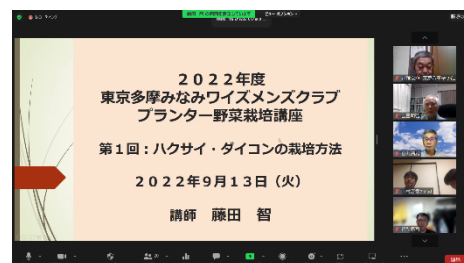 2022年度
東京多摩みなみワイズメンズクラブ
プランター野菜栽培講座
第1回：ハクサイ・ダイコンの栽培方法
2022年9月13日（火）
講師　藤田　智